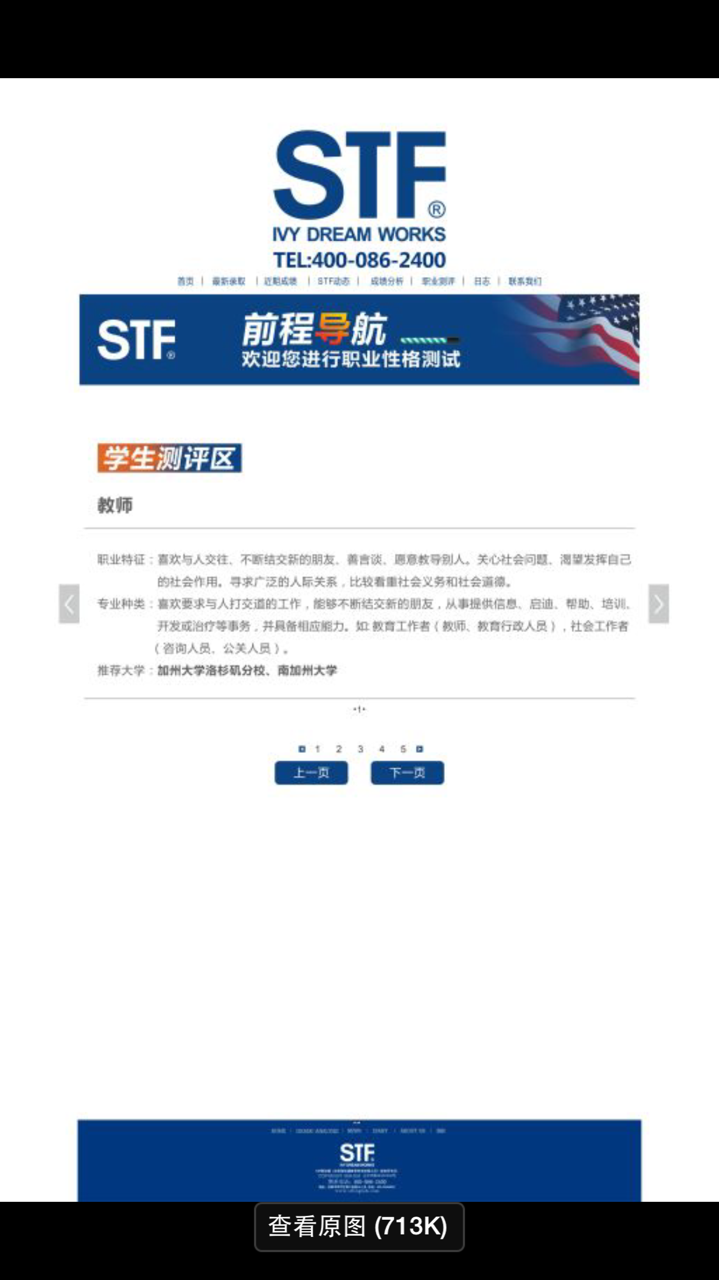 STF®
IVY DREAM WORKS
TEL:400-086-2400
首页 | 最新录取 | 近期成绩 | STF动态 | 成绩分析 | 职业测评 | 日志 | 联系我们
STF® 前程导航
欢迎您进行职业性格测试
学生测评区
教师
职业特征：喜欢与人交往、不断结交新的朋友、善言谈、愿意教导别人。关心社会问题、渴望发挥自己
的社会作用。寻求广泛的人际关系，比较看重社会义务和社会道德。
专业种类：喜欢要求与人打交道的工作，能够不断结交新的朋友，从事提供信息、启迪、帮助、培训、
开发或治疗等事务，并具备相应能力。如:教育工作者（教师、教育行政人员），社会工作者
（咨询人员、公关人员）。
推荐大学：加州大学洛杉矶分校、南加州大学
1 2 3 4 5
上一页 下一页
STF
查看原图 (713K)